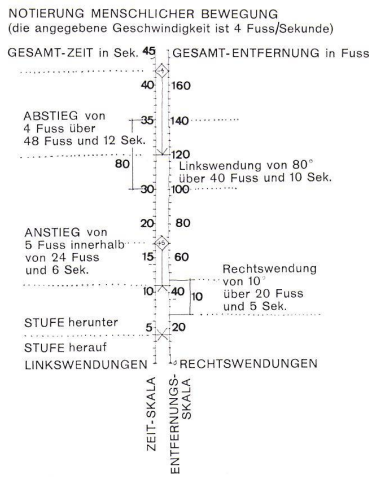 NOTIERUNG MENSCHLICHER BEWEGUNG
(die angegebene Geschwindigkeit ist 4 Fuss/Sekunde)
GESAMT-ZEIT in Sek. 45 GESAMT-ENTFERNUNG in Fuss
40 160
ABSTIEG von
4 Fuss über
48 Fuss und 12 Sek.
35 140
80
120
Linkswendung von 80°
über 40 Fuss und 10 Sek.
30 100
20 80
ANSTIEG von
5 Fuss innerhalb
von 24 Fuss
und 6 Sek.
15 60
Rechtswendung
von 10°
über 20 Fuss
und 5 Sek.
10 40
10
STUFE herunter
5 20
STUFE herauf
LINKSWENDUNGEN RECHTSWENDUNGEN
ZEIT-SKALA
ENTFERNUNGS-
SKALA